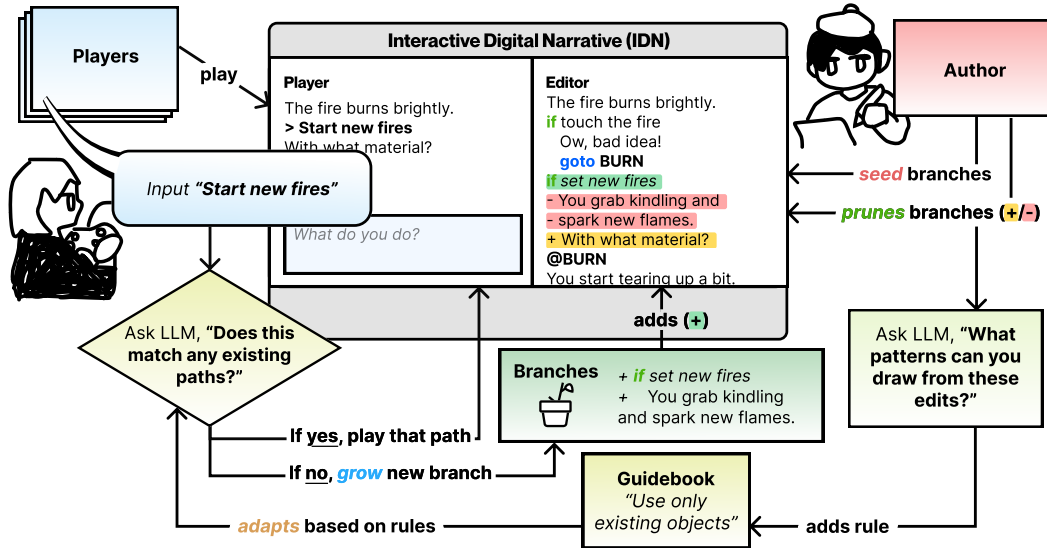 Players
play
Input “Start new fires”
Interactive Digital Narrative (IDN)
Player
The fire burns brightly.
> Start new fires
With what material?
What do you do?
Editor
The fire burns brightly.
if touch the fire
Ow, bad idea!
goto BURN
if set new fires
- You grab kindling and
- spark new flames.
+ With what material?
@BURN
You start tearing up a bit.
Author
seed branches
prunes branches (+/-)
Ask LLM, “Does this
match any existing
paths?”
adds (+)
Branches
+ if set new fires
+ You grab kindling
and spark new flames.
Ask LLM, “What
patterns can you
draw from these
edits?”
If yes, play that path
If no, grow new branch
Guidebook
“Use only
existing objects”
adapts based on rules
adds rule